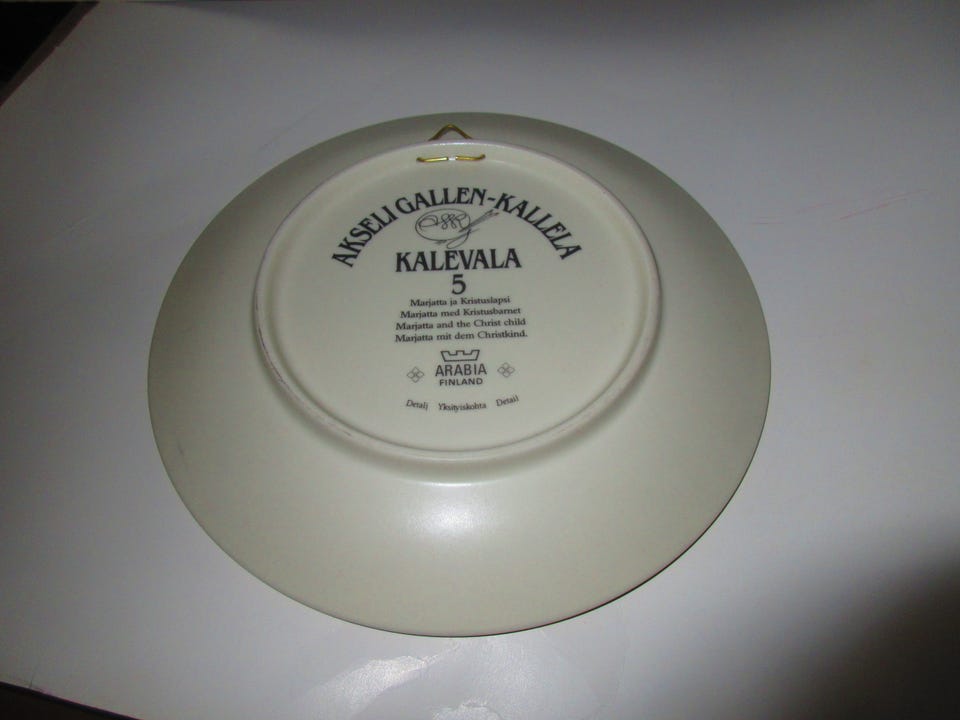 AKSELI GALLEN-KALLELA
KALEVALA
5
Marjatta ja Kristuslapsi
Marjatta med Kristusbarnet
Marjatta and the Christ child
Marjatta mit dem Christkind.
ARABIA
FINLAND
Detalj Yksityiskohta Detail